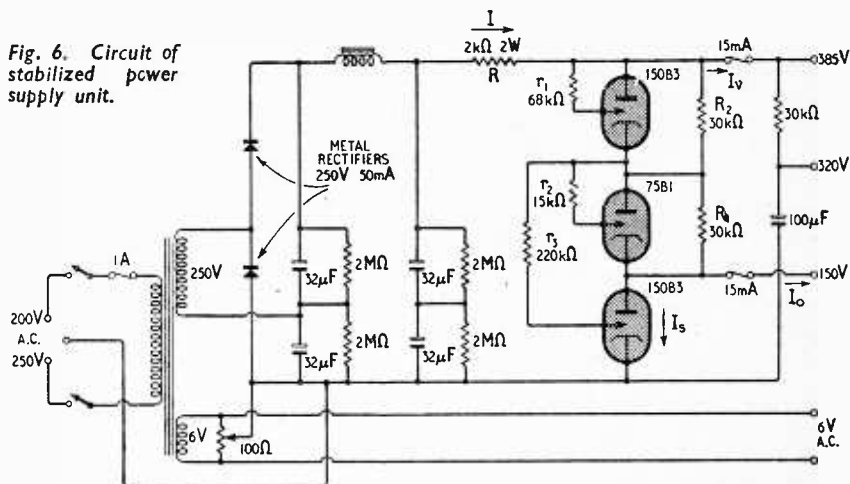 Fig. 6. Circuit of
stabilized power
supply unit.
I
2kΩ 2W
R
15mA
385V
150B3
Iv
r1
68kΩ
R2
30kΩ
30kΩ
METAL
RECTIFIERS
250V 50mA
320V
75B1
r2
15kΩ
r3
220kΩ
30kΩ
100μF
1A
250V
32μF
2MΩ
32μF
2MΩ
150B3
15mA
150V
Io
200V
A.C.
250V
32μF
2MΩ
32μF
2MΩ
Is
6V
100Ω
6V
A.C.